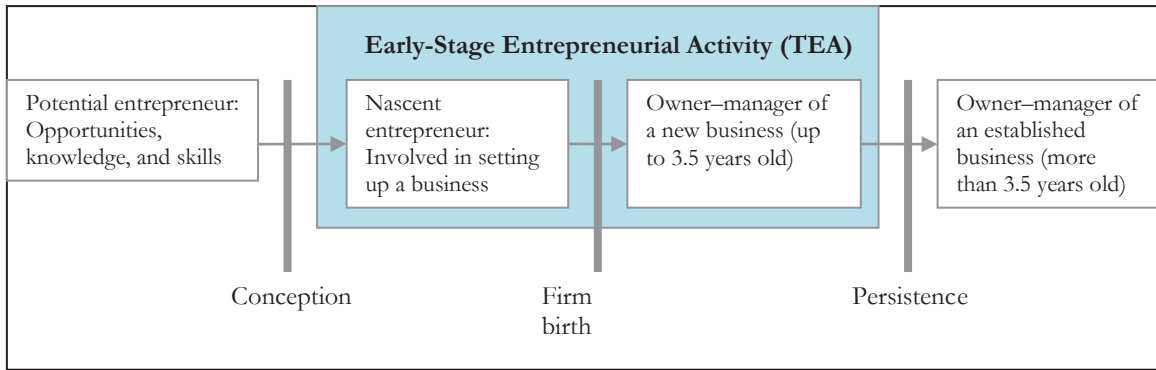 Early-Stage Entrepreneurial Activity (TEA)
Potential entrepreneur:
Opportunities,
knowledge, and skills
Nascent
entrepreneur:
Involved in setting
up a business
Owner–manager of
a new business (up
to 3.5 years old)
Owner–manager of
an established
business (more
than 3.5 years old)
Conception
Firm
birth
Persistence